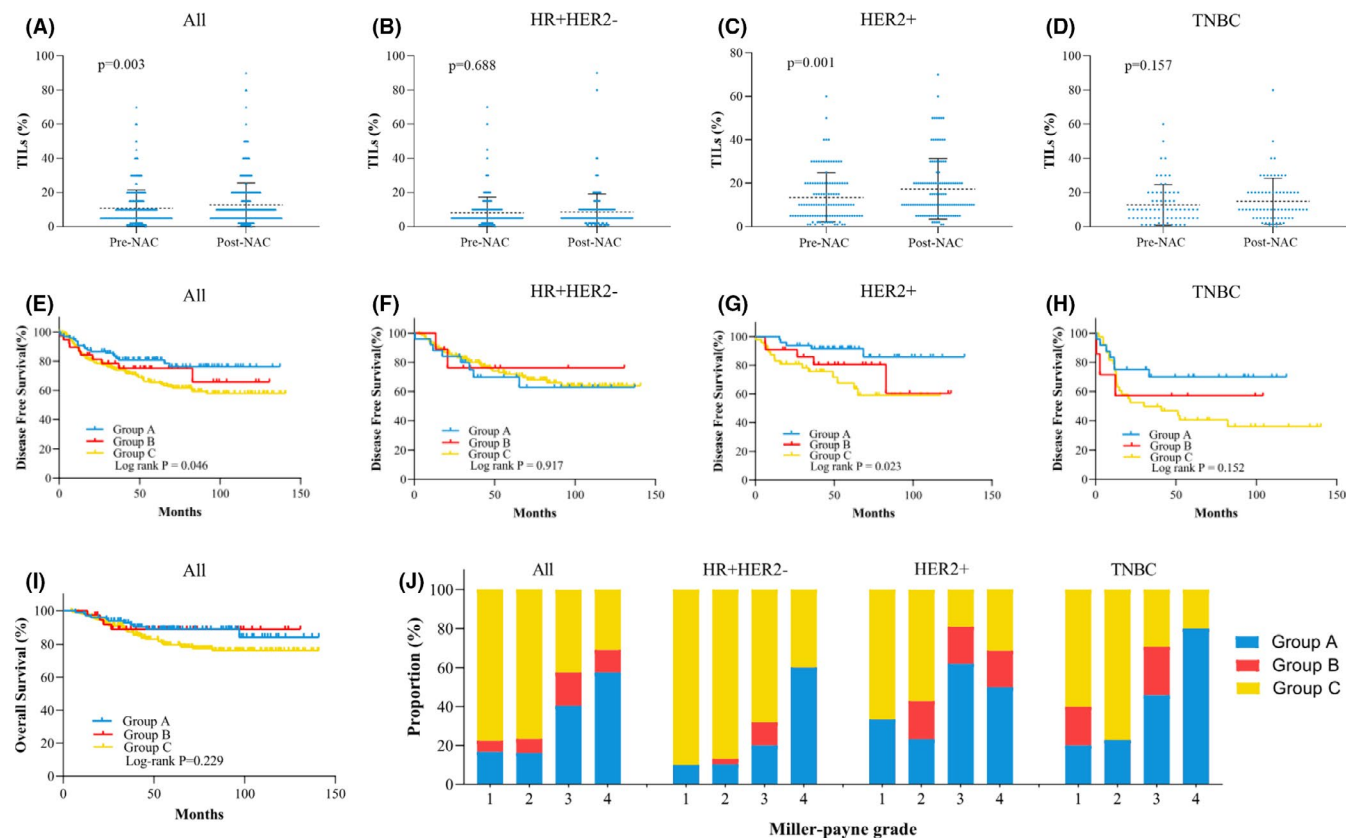 (A) All
p=0.003
TILs (%)
100
80
60
40
20
0
Pre-NAC Post-NAC
(B) HR+HER2-
p=0.688
TILs (%)
100
80
60
40
20
0
Pre-NAC Post-NAC
(C) HER2+
p=0.001
TILs (%)
80
60
40
20
0
Pre-NAC Post-NAC
(D) TNBC
p=0.157
TILs (%)
100
80
60
40
20
0
Pre-NAC Post-NAC
(E) All
Disease Free Survival(%)
100
80
60
40
20
0
Group A
Group B
Group C
Log rank P = 0.046
0 50 100 150
Months
(F) HR+HER2-
Disease Free Survival(%)
100
80
60
40
20
0
Group A
Group B
Group C
Log rank P = 0.917
0 50 100 150
Months
(G) HER2+
Disease Free Survival(%)
100
80
60
40
20
0
Group A
Group B
Group C
Log rank P = 0.023
0 50 100 150
Months
(H) TNBC
Disease Free Survival(%)
100
80
60
40
20
0
Group A
Group B
Group C
Log rank P = 0.152
0 50 100 150
Months
(I) All
Overall Survival (%)
100
80
60
40
20
0
Group A
Group B
Group C
Log-rank P=0.229
0 50 100 150
Months
(J) All HR+HER2- HER2+ TNBC
Proportion (%)
100
80
60
40
20
0
1 2 3 4 1 2 3 4 1 2 3 4 1 2 3 4
Miller-payne grade
Group A
Group B
Group C